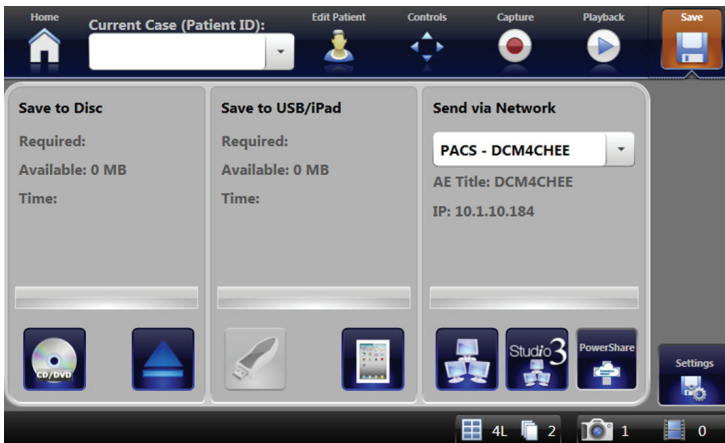 Home
Current Case (Patient ID):
Edit Patient
Controls
Capture
Playback
Save
Save to Disc
Required:
Available: 0 MB
Time:
CD/DVD
Save to USB/iPad
Required:
Available: 0 MB
Time:
Send via Network
PACS - DCM4CHEE
AE Title: DCM4CHEE
IP: 10.1.10.184
Studio3
PowerShare
Settings
4L 2 1 0